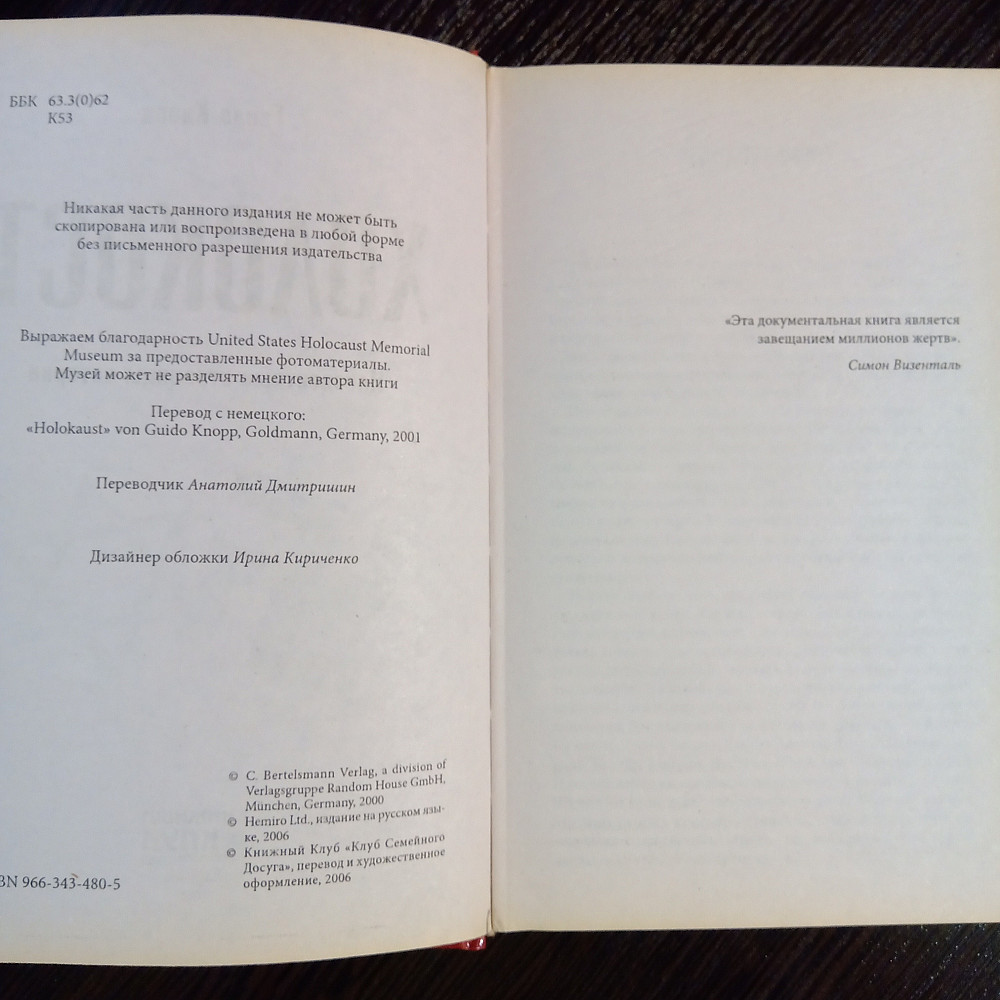 ББК 63.3(0)62
К53
Никакая часть данного издания не может быть
скопирована или воспроизведена в любой форме
без письменного разрешения издательства
Выражаем благодарность United States Holocaust Memorial
Museum за предоставленные фотоматериалы.
Музей может не разделять мнение автора книги
Перевод с немецкого:
«Holokaust» von Guido Knopp, Goldmann, Germany, 2001
Переводчик Анатолий Дмитришин
Дизайнер обложки Ирина Кириченко
© C. Bertelsmann Verlag, a division of
Verlagsgruppe Random House GmbH,
München, Germany, 2000
© Hemiro Ltd., издание на русском язы-
ке, 2006
© Книжный Клуб «Клуб Семейного
Досуга», перевод и художественное
оформление, 2006
BN 966-343-480-5
«Эта документальная книга является
завещанием миллионов жертв».
Симон Визенталь